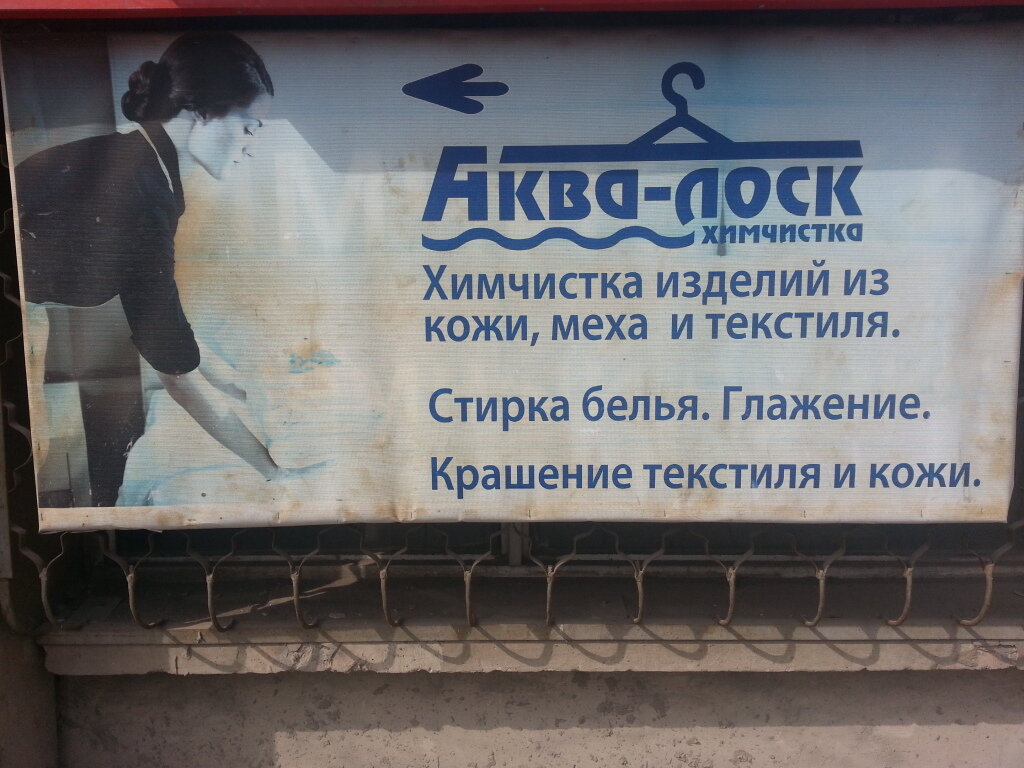 Аква-лоск
химчистка
Химчистка изделий из
кожи, меха и текстиля.
Стирка белья. Глажение.
Крашение текстиля и кожи.